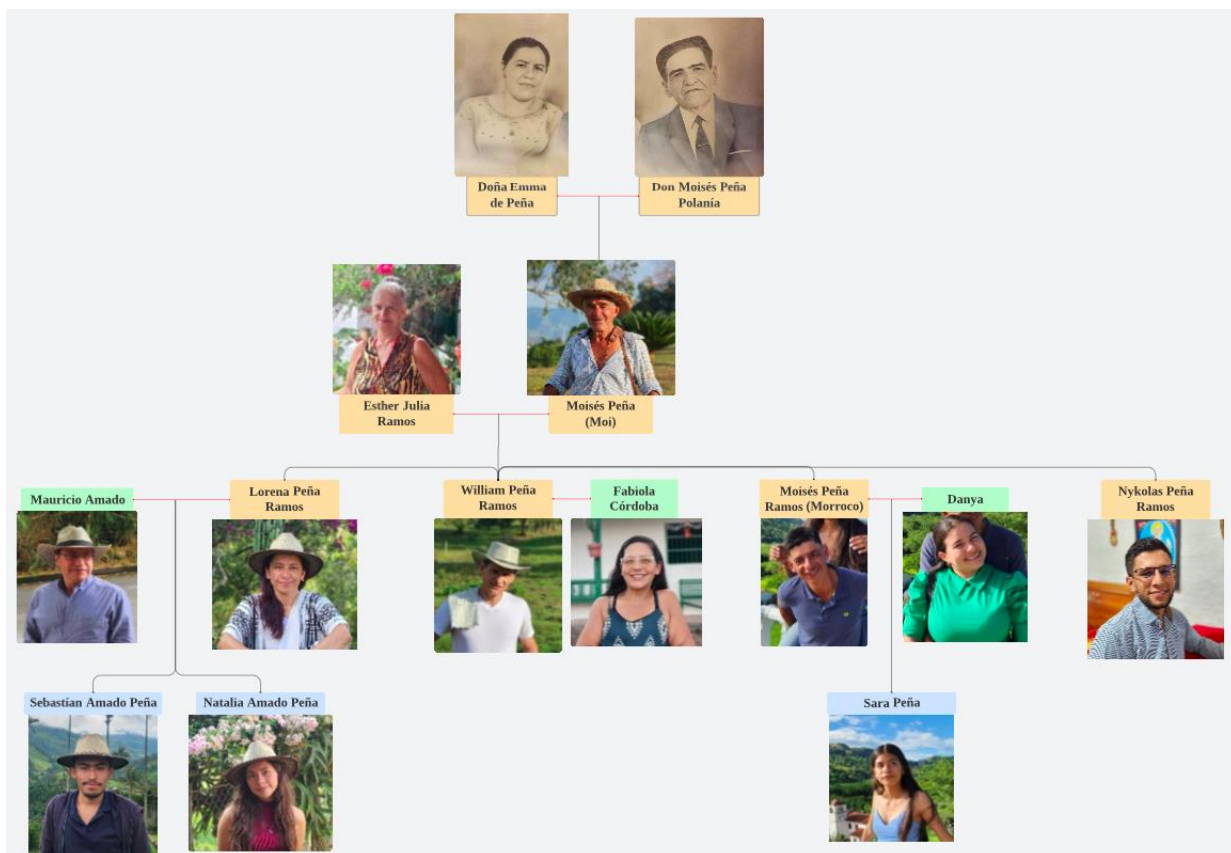 Doña Emma
de Peña
Don Moisés Peña
Polanía
Esther Julia
Ramos
Moisés Peña
(Moi)
Mauricio Amado
Lorena Peña
Ramos
William Peña
Ramos
Fabiola
Córdoba
Moisés Peña
Ramos (Morroco)
Danya
Nykolas Peña
Ramos
Sebastían Amado Peña
Natalia Amado Peña
Sara Peña